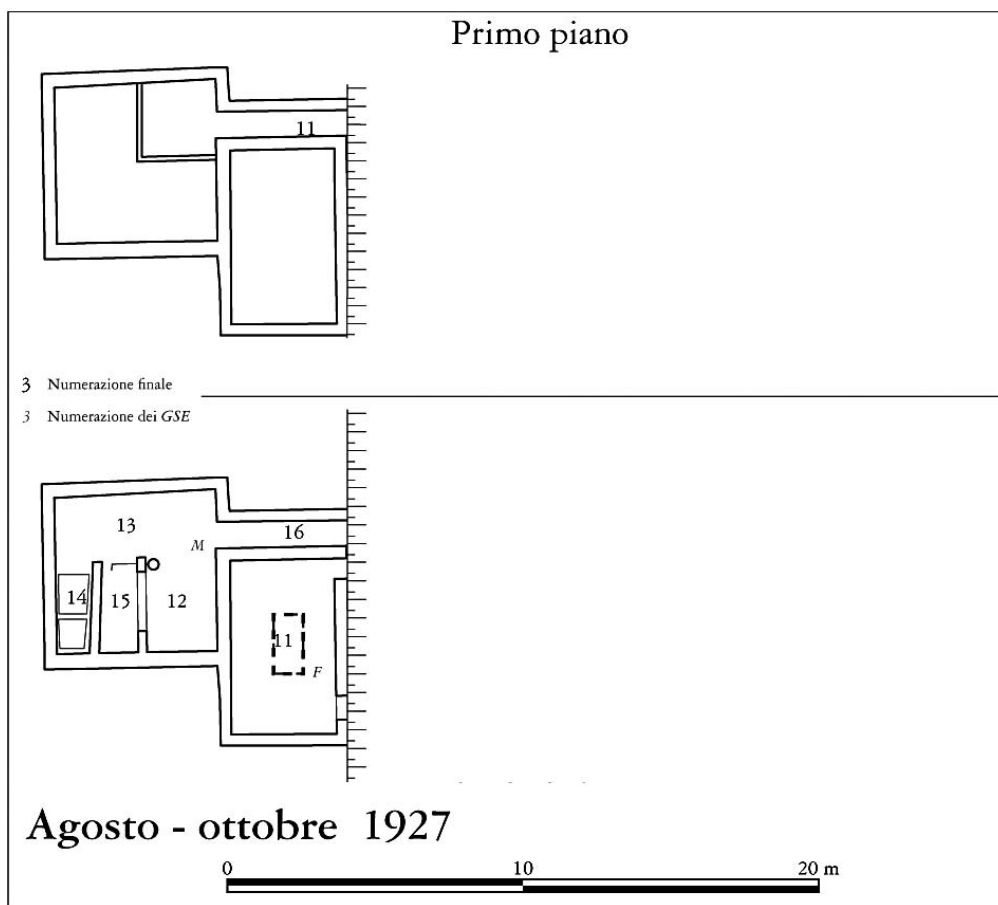 Primo piano
11
3 Numerazione finale
3 Numerazione dei GSE
13
16
M
14
15
12
11
F
Agosto - ottobre 1927
0 10 20 m